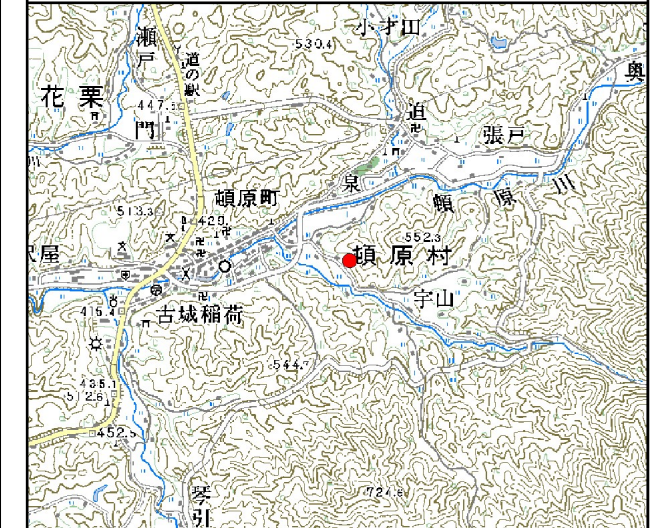 小才田
瀬戸
道の駅
530.4
奥
花栗
447.5
門
迫
張戸
泉
頓原町
頓原川
513.3
429.
552.3
頓原村
宇山
古城稲荷
415.4
544.7
435.1
512.6
452.5
琴引
724.6